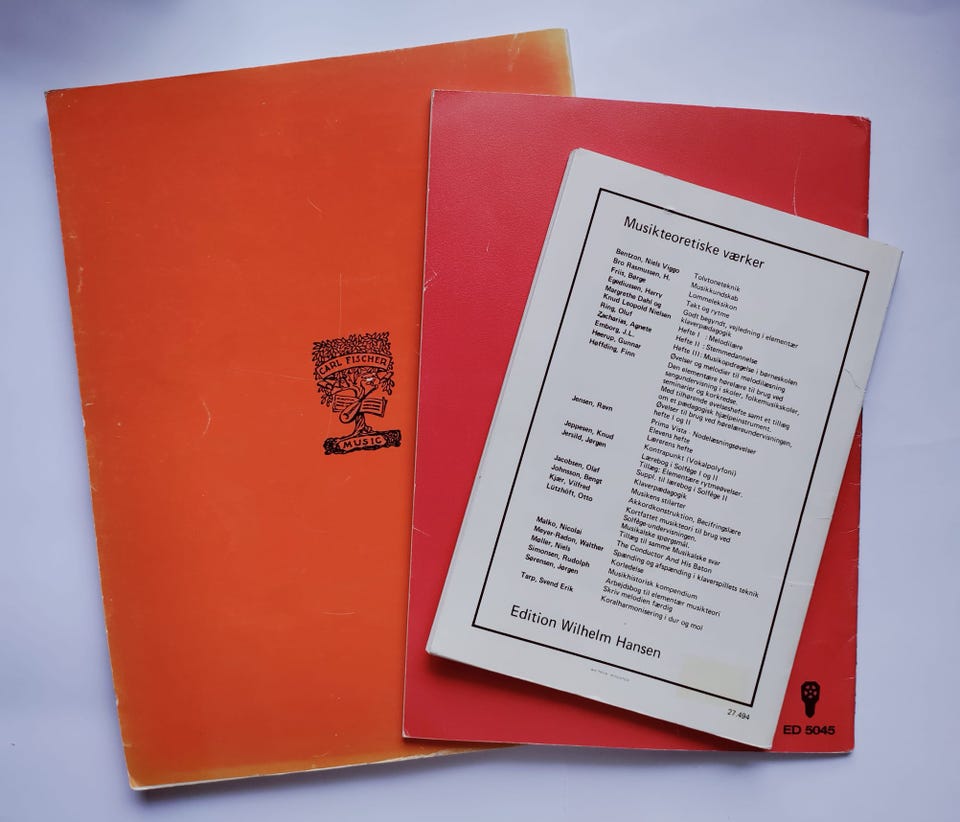 CARL FISCHER
MUSIC
Musikteoretiske værker
Bentzon, Niels Viggo Tolvtoneteknik
Bro Rasmussen, H. Musikkundskab
Friis, Børge Lommeleksikon
Egediussen, Harry Takt og rytme
Margrethe Dahl og Godt begyndt, vejledning i elementær
Knud Leopold Nielsen klaverpædagogik
Ring, Oluf Hefte I : Melodilære
Zacharias, Agnete Hefte II : Stemmedannelse
Emborg, J.L. Hefte III: Musikopdragelse i børneskolen
Heerup, Gunnar Øvelser og melodier til melodilæsning
Høffding, Finn Den elementære hørelære til brug ved
sangundervisning i skoler, folkemusikskoler,
seminarier og korkredse.
Med tilhørende øvelseshefte samt et tillæg
om et pædagogisk hjælpeinstrument.
Øvelser til brug ved hørelæreundervisningen,
hefte I og II
Jensen, Ravn Prima Vista - Nodelæsningsøvelser
Elevens hefte
Lærerens hefte
Jeppesen, Knud Kontrapunkt (Vokalpolyfoni)
Jersild, Jørgen Lærebog i Solfège I og II
Tillæg: Elementære rytmeøvelser.
Suppl. til lærebog i Solfège II
Jacobsen, Olaf Klaverpædagogik
Johnsson, Bengt Musikens stilarter
Kjær, Vilfred Akkordkonstruktion, Becifringslære
Lützhöft, Otto Kortfattet musikteori til brug ved
Solfège-undervisningen.
Musikalske spørgsmål.
Tillæg til samme Musikalske svar
Malko, Nicolai The Conductor And His Baton
Meyer-Radon, Walther Spænding og afspænding i klaverspillets teknik
Møller, Niels Korledelse
Simonsen, Rudolph Musikhistorisk kompendium
Sørensen, Jørgen Arbejdsbog til elementær musikteori
Skriv melodien færdig
Tarp, Svend Erik Koralharmonisering i dur og mol
Edition Wilhelm Hansen
27.494
ED 5045